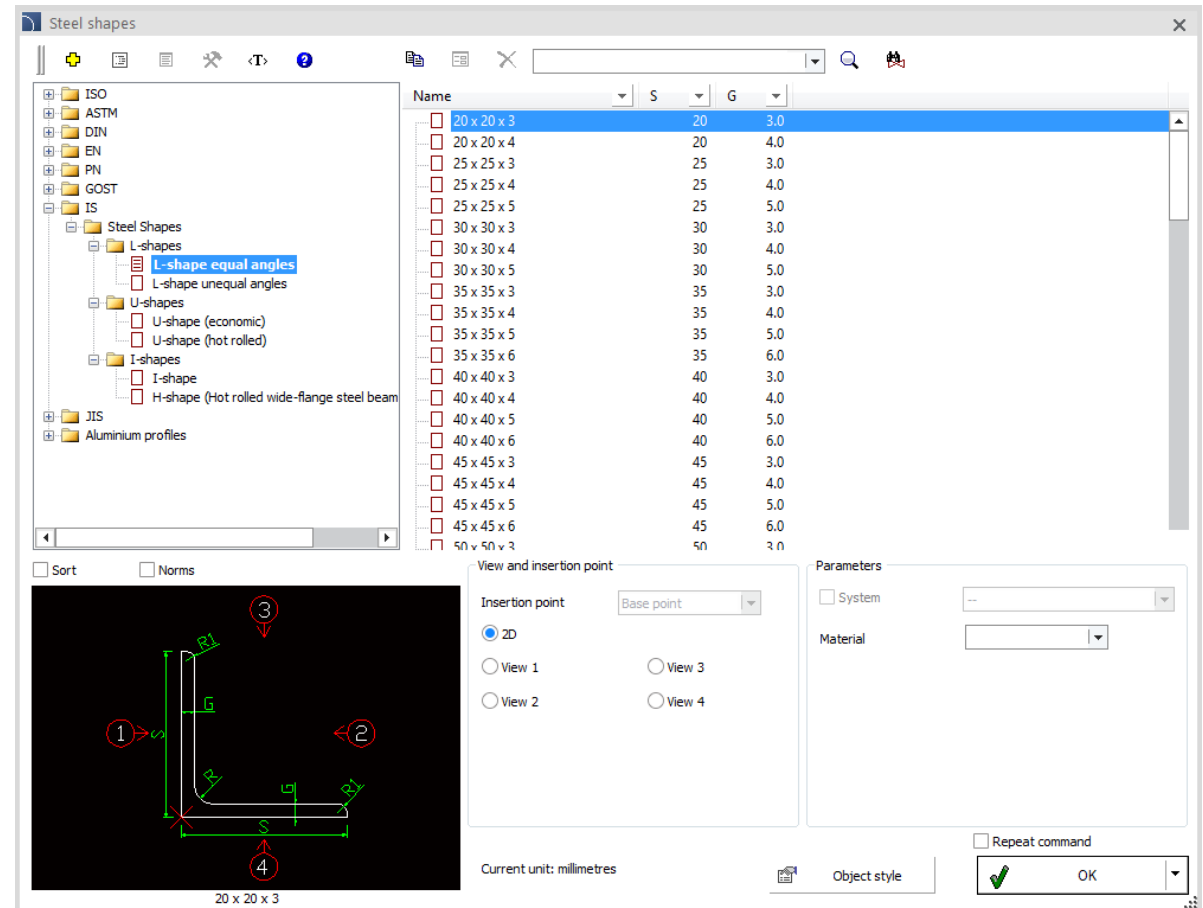 Steel shapes
<T>
ISO
ASTM
DIN
EN
PN
GOST
IS
Steel Shapes
L-shapes
L-shape equal angles
L-shape unequal angles
U-shapes
U-shape (economic)
U-shape (hot rolled)
I-shapes
I-shape
H-shape (Hot rolled wide-flange steel beam
JIS
Aluminium profiles
Name S G
20 x 20 x 3 20 3.0
20 x 20 x 4 20 4.0
25 x 25 x 3 25 3.0
25 x 25 x 4 25 4.0
25 x 25 x 5 25 5.0
30 x 30 x 3 30 3.0
30 x 30 x 4 30 4.0
30 x 30 x 5 30 5.0
35 x 35 x 3 35 3.0
35 x 35 x 4 35 4.0
35 x 35 x 5 35 5.0
35 x 35 x 6 35 6.0
40 x 40 x 3 40 3.0
40 x 40 x 4 40 4.0
40 x 40 x 5 40 5.0
40 x 40 x 6 40 6.0
45 x 45 x 3 45 3.0
45 x 45 x 4 45 4.0
45 x 45 x 5 45 5.0
45 x 45 x 6 45 6.0
50 x 50 x 3 50 3.0
Sort Norms
3
R1
G
1 S 2
R G R1
S
4
20 x 20 x 3
View and insertion point
Insertion point Base point
2D
View 1 View 3
View 2 View 4
Current unit: millimetres
Parameters
System --
Material
Repeat command
Object style OK